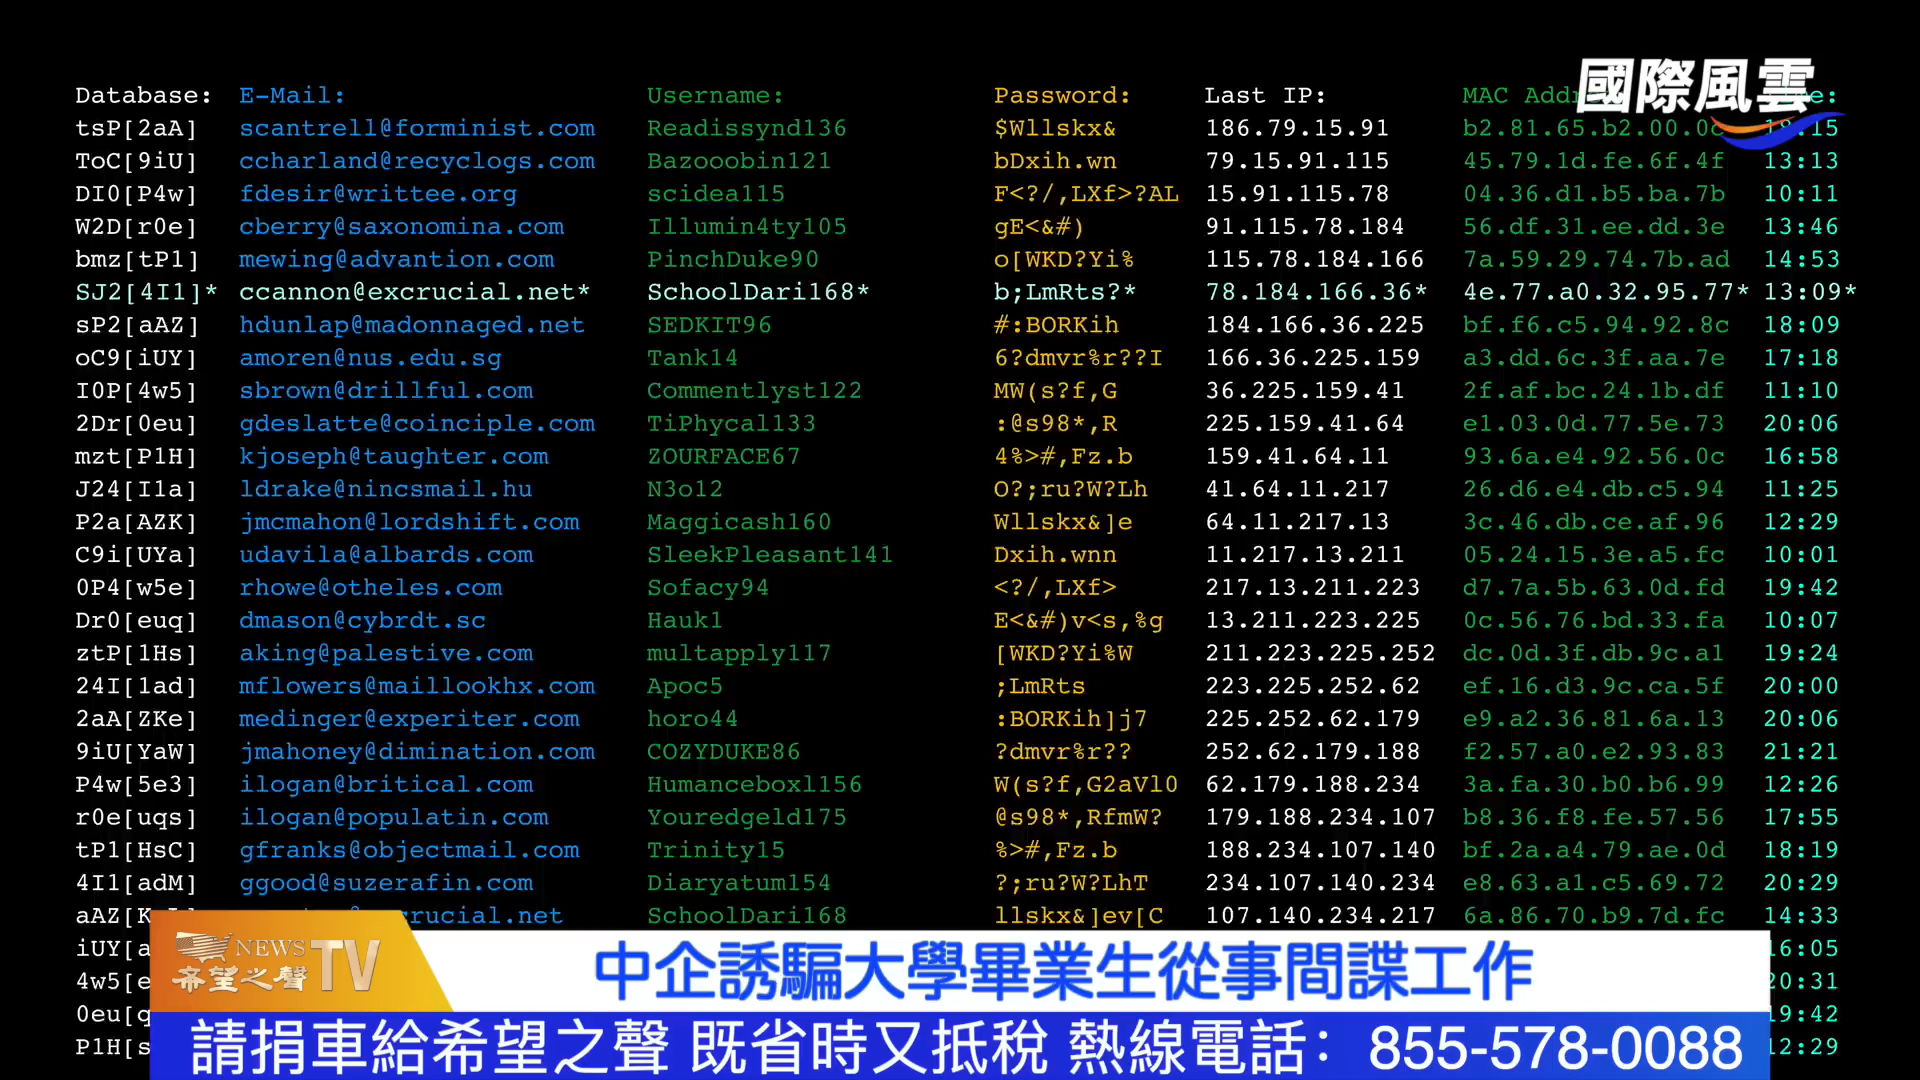 國際風雲
Database: E-Mail: Username: Password: Last IP: MAC Add e:
tsP[2aA] scantrell@forminist.com Readissynd136 $Wllskx& 186.79.15.91 b2.81.65.b2.00.0c 18:15
ToC[9iU] ccharland@recyclogs.com Bazooobin121 bDxih.wn 79.15.91.115 45.79.1d.fe.6f.4f 13:13
DI0[P4w] fdesir@writtee.org scidea115 F<?/,LXf>?AL 15.91.115.78 04.36.d1.b5.ba.7b 10:11
W2D[r0e] cberry@saxonomina.com Illumin4ty105 gE<&#) 91.115.78.184 56.df.31.ee.dd.3e 13:46
bmz[tP1] mewing@advantion.com PinchDuke90 o[WKD?Yi% 115.78.184.166 7a.59.29.74.7b.ad 14:53
SJ2[4I1]* ccannon@excrucial.net* SchoolDari168* b;LmRts?* 78.184.166.36* 4e.77.a0.32.95.77* 13:09*
sP2[aAZ] hdunlap@madonnaged.net SEDKIT96 #:BORKih 184.166.36.225 bf.f6.c5.94.92.8c 18:09
oC9[iUY] amoren@nus.edu.sg Tank14 6?dmvr%r??I 166.36.225.159 a3.dd.6c.3f.aa.7e 17:18
I0P[4w5] sbrown@drillful.com Commentlyst122 MW(s?f,G 36.225.159.41 2f.af.bc.24.1b.df 11:10
2Dr[0eu] gdeslatte@coinciple.com TiPhycal133 :@s98*,R 225.159.41.64 e1.03.0d.77.5e.73 20:06
mzt[P1H] kjoseph@taughter.com ZOURFACE67 4%>#,Fz.b 159.41.64.11 93.6a.e4.92.56.0c 16:58
J24[I1a] ldrake@nincsmail.hu N3o12 O?;ru?W?Lh 41.64.11.217 26.d6.e4.db.c5.94 11:25
P2a[AZK] jmcmahon@lordshift.com Maggicash160 Wllskx&]e 64.11.217.13 3c.46.db.ce.af.96 12:29
C9i[UYa] udavila@albards.com SleekPleasant141 Dxih.wnn 11.217.13.211 05.24.15.3e.a5.fc 10:01
0P4[w5e] rhowe@otheles.com Sofacy94 <?/,LXf> 217.13.211.223 d7.7a.5b.63.0d.fd 19:42
Dr0[euq] dmason@cybrdt.sc Hauk1 E<&#)v<s,%g 13.211.223.225 0c.56.76.bd.33.fa 10:07
ztP[1Hs] aking@palestive.com multapply117 [WKD?Yi%W 211.223.225.252 dc.0d.3f.db.9c.a1 19:24
24I[1ad] mflowers@maillookhx.com Apoc5 ;LmRts 223.225.252.62 ef.16.d3.9c.ca.5f 20:00
2aA[ZKe] medinger@experiter.com horo44 :BORKih]j7 225.252.62.179 e9.a2.36.81.6a.13 20:06
9iU[YaW] jmahoney@dimination.com COZYDUKE86 ?dmvr%r?? 252.62.179.188 f2.57.a0.e2.93.83 21:21
P4w[5e3] ilogan@britical.com Humanceboxl156 W(s?f,G2aVl0 62.179.188.234 3a.fa.30.b0.b6.99 12:26
r0e[uqs] ilogan@populatin.com Youredgeld175 @s98*,RfmW? 179.188.234.107 b8.36.f8.fe.57.56 17:55
tP1[HsC] gfranks@objectmail.com Trinity15 %>#,Fz.b 188.234.107.140 bf.2a.a4.79.ae.0d 18:19
4I1[adM] ggood@suzerafin.com Diaryatum154 ?;ru?W?LhT 234.107.140.234 e8.63.a1.c5.69.72 20:29
aAZ[K crucial.net SchoolDari168 llskx&]ev[C 107.140.234.217 6a.86.70.b9.7d.fc 14:33
iUY[a 16:05
4w5[e 20:31
0eu[q 19:42
P1H[s 12:29
NEWS TV
希望之聲
中企誘騙大學畢業生從事間諜工作
請捐車給希望之聲 既省時又抵稅 熱線電話：855-578-0088